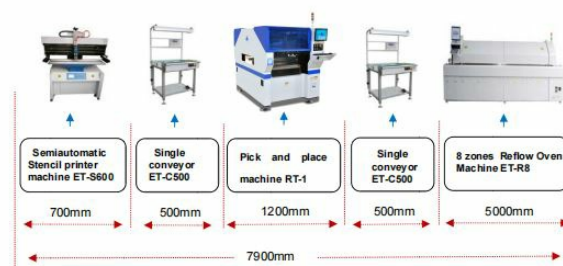 Semiautomatic
Stencil printer
machine ET-S600
Single
conveyor
ET-C500
Pick and place
machine RT-1
Single
conveyor
ET-C500
8 zones Reflow Oven
Machine ET-R8
700mm
500mm
1200mm
500mm
5000mm
7900mm